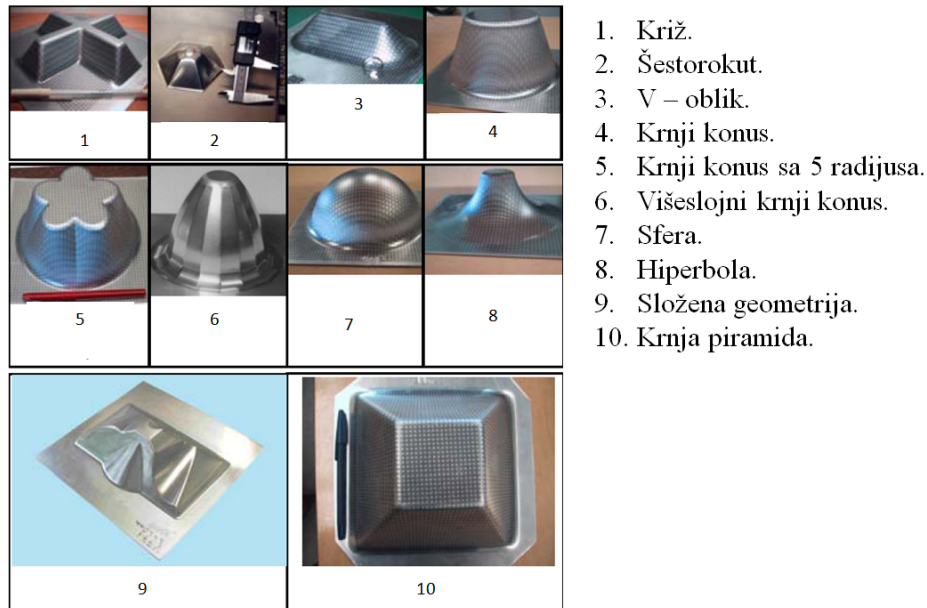 1
2
3
4
5
6
7
8
9
10
1. Križ.
2. Šestorokut.
3. V – oblik.
4. Krnji konus.
5. Krnji konus sa 5 radijusa.
6. Višeslojni krnji konus.
7. Sfera.
8. Hiperbola.
9. Složena geometrija.
10. Krnja piramida.